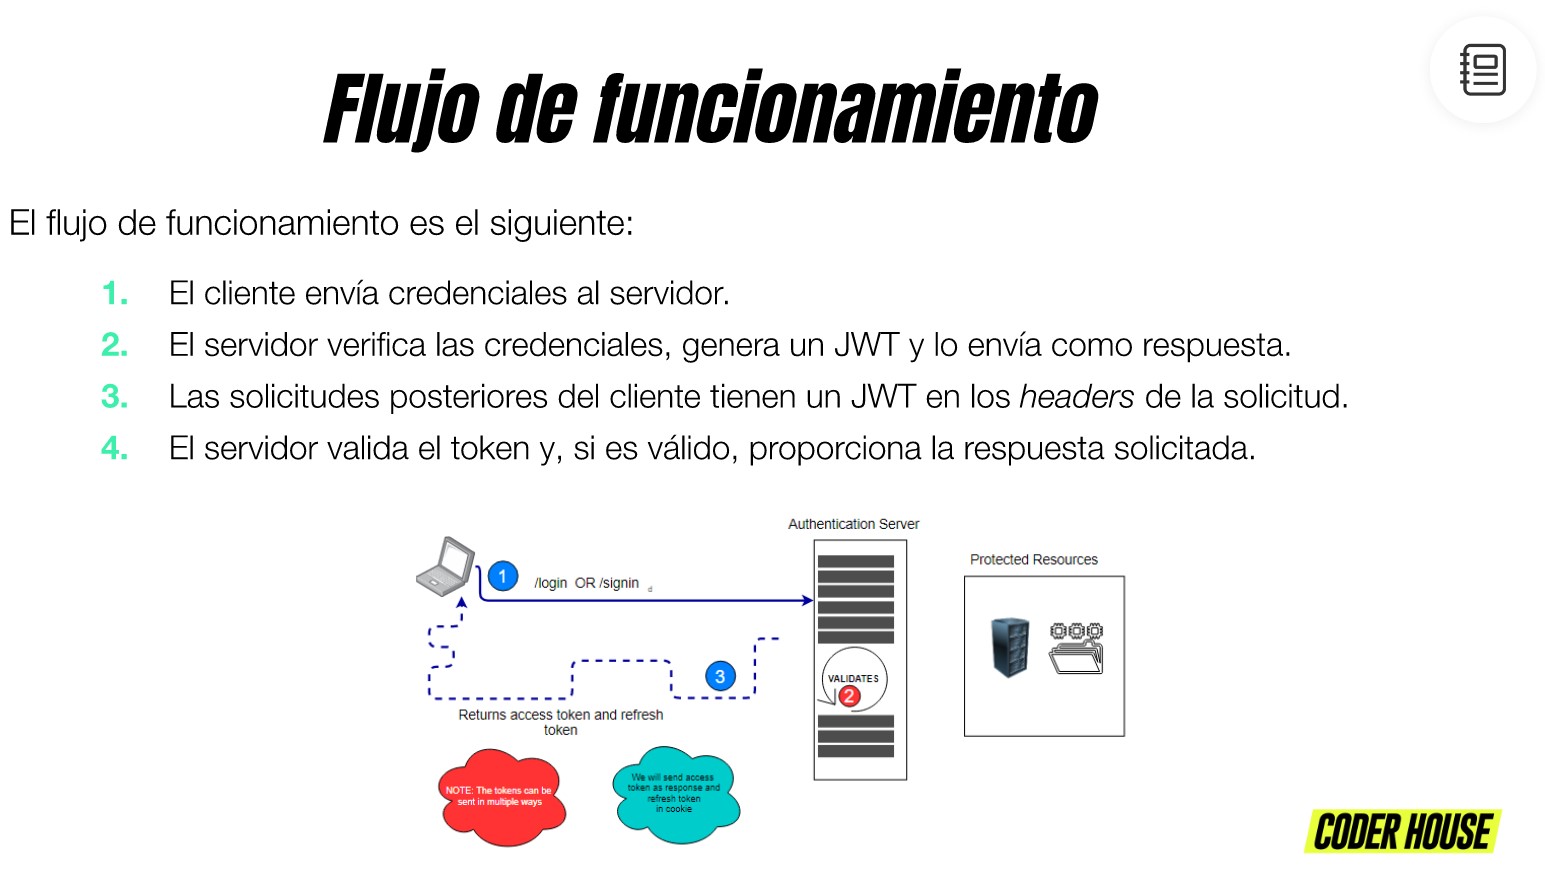 Flujo de funcionamiento
El flujo de funcionamiento es el siguiente:
1. El cliente envía credenciales al servidor.
2. El servidor verifica las credenciales, genera un JWT y lo envía como respuesta.
3. Las solicitudes posteriores del cliente tienen un JWT en los headers de la solicitud.
4. El servidor valida el token y, si es válido, proporciona la respuesta solicitada.
Authentication Server
Protected Resources
1
/login OR /signin
d
3
VALIDATES
2
Returns access token and refresh
token
NOTE: The tokens can be
sent in multiple ways
We will send access
token as response and
refresh token
in cookie
CODER HOUSE